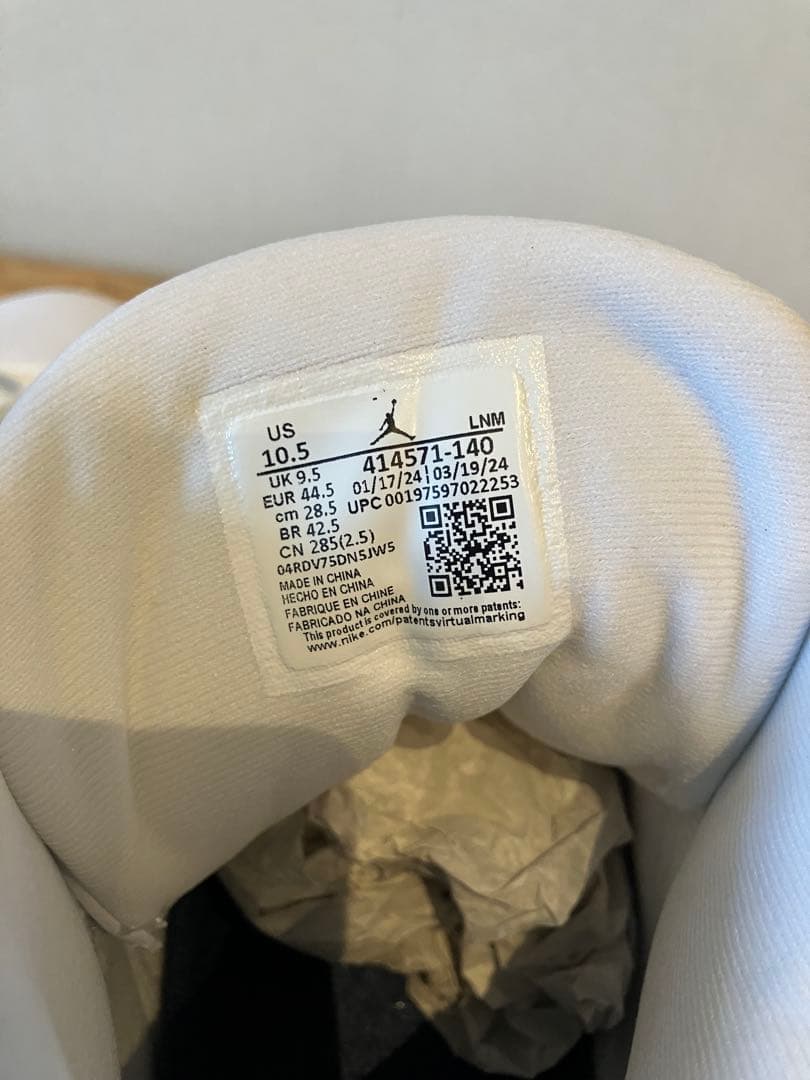 US
10.5
LNM
UK 9.5
414571-140
EUR 44.5
01/17/24 | 03/19/24
cm 28.5
UPC 00197597022253
BR 42.5
CN 285(2.5)
04RDV75DN5JW5
MADE IN CHINA
HECHO EN CHINA
FABRIQUE EN CHINE
FABRICADO NA CHINA
This product is covered by one or more patents:
www.nike.com/patentsvirtualmarking